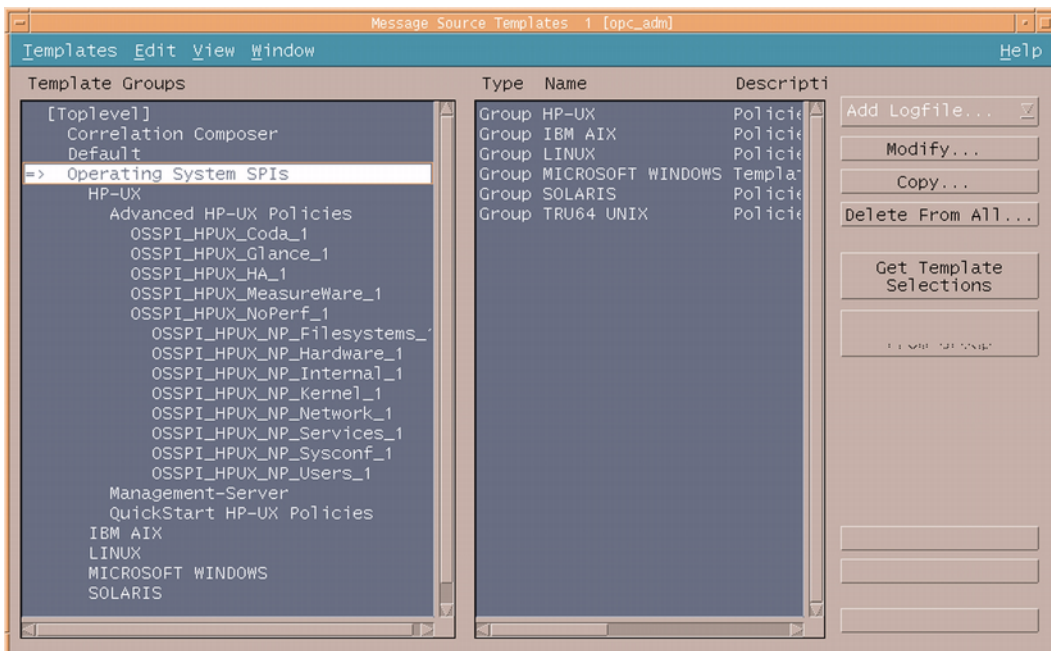 Message Source Templates 1 [opc_adm]
Templates Edit View Window Help
Template Groups
[Toplevel]
Correlation Composer
Default
=> Operating System SPIs
HP-UX
Advanced HP-UX Policies
OSSPI_HPUX_Coda_1
OSSPI_HPUX_Glance_1
OSSPI_HPUX_HA_1
OSSPI_HPUX_MeasureWare_1
OSSPI_HPUX_NoPerf_1
OSSPI_HPUX_NP_Filesystems_
OSSPI_HPUX_NP_Hardware_1
OSSPI_HPUX_NP_Internal_1
OSSPI_HPUX_NP_Kernel_1
OSSPI_HPUX_NP_Network_1
OSSPI_HPUX_NP_Services_1
OSSPI_HPUX_NP_Sysconf_1
OSSPI_HPUX_NP_Users_1
Management-Server
QuickStart HP-UX Policies
IBM AIX
LINUX
MICROSOFT WINDOWS
SOLARIS
Type Name Descripti
Group HP-UX Policie
Group IBM AIX Policie
Group LINUX Policie
Group MICROSOFT WINDOWS Templa
Group SOLARIS Policie
Group TRU64 UNIX Policie
Add Logfile...
Modify...
Copy...
Delete From All...
Get Template
Selections